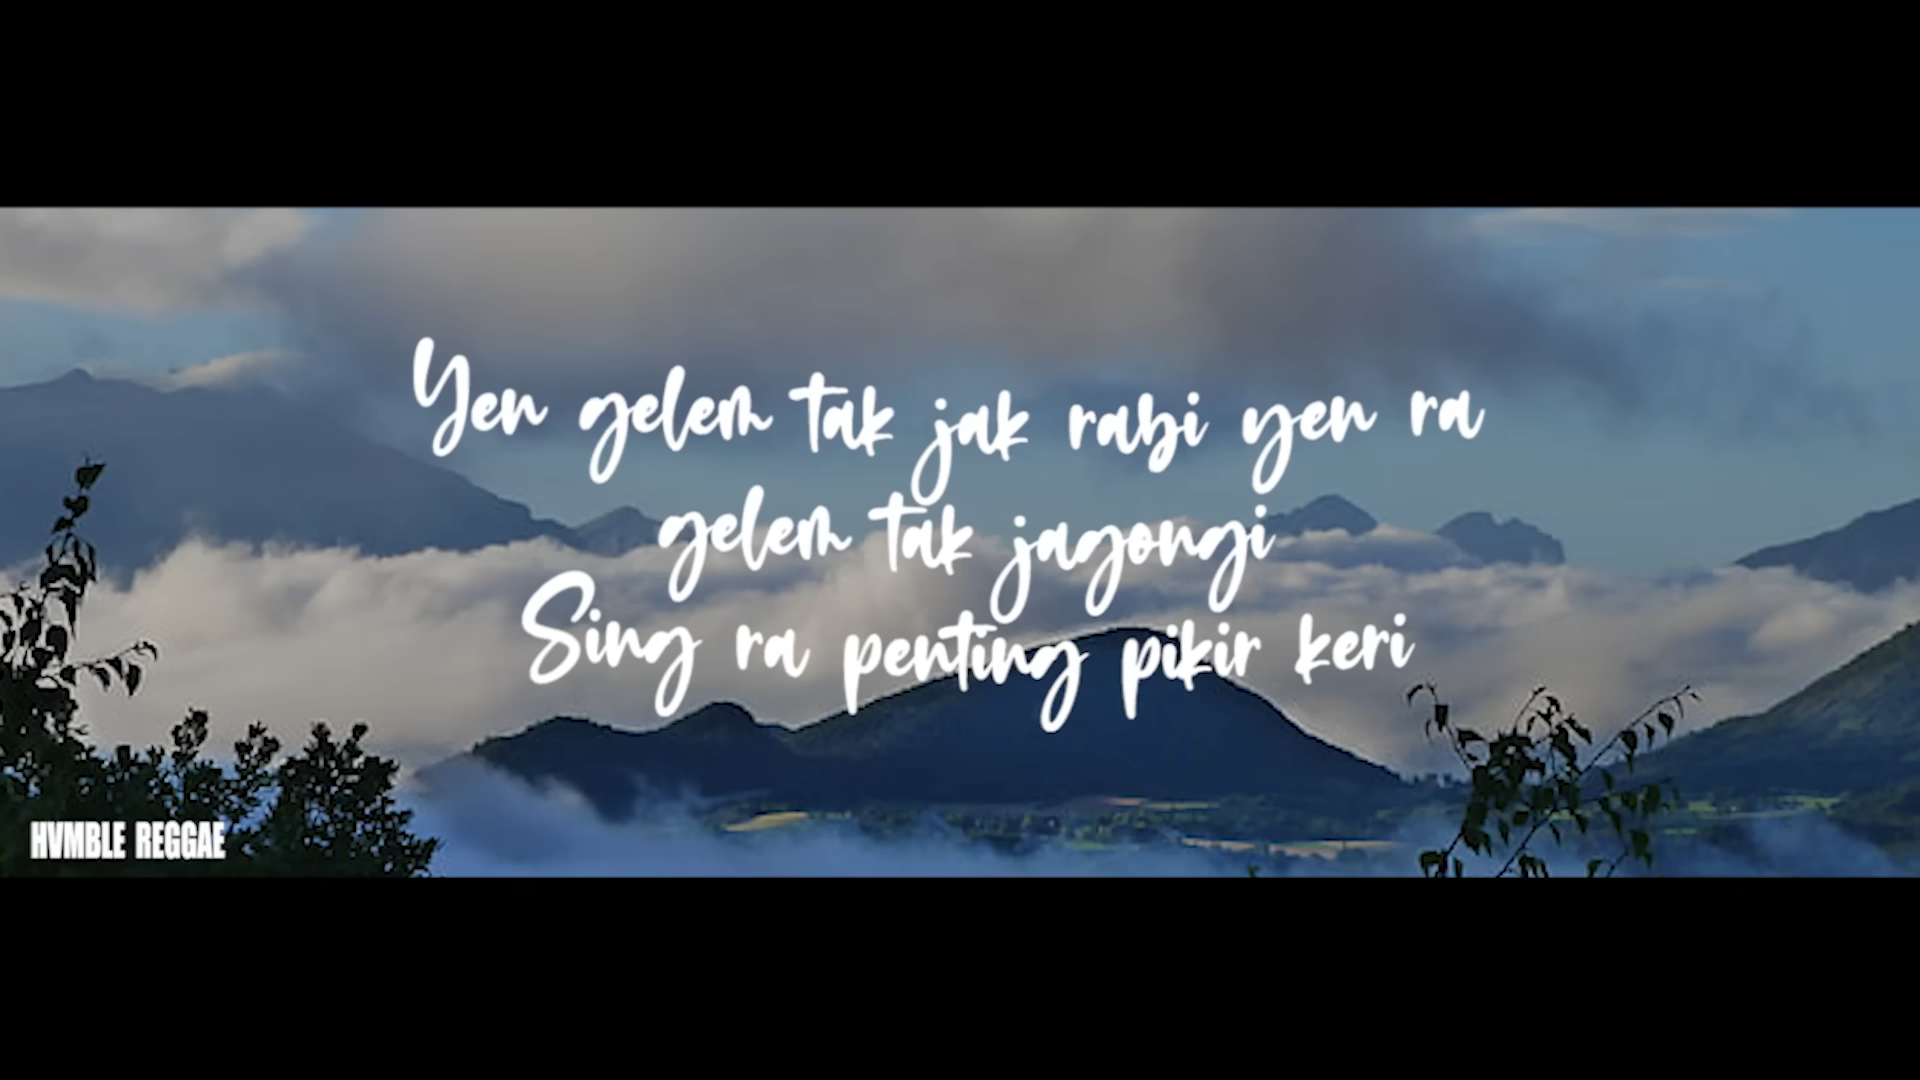 Yen gelem tak jak rabi yen ra
gelem tak jagongi
Sing ra penting pikir keri
HVMBLE REGGAE